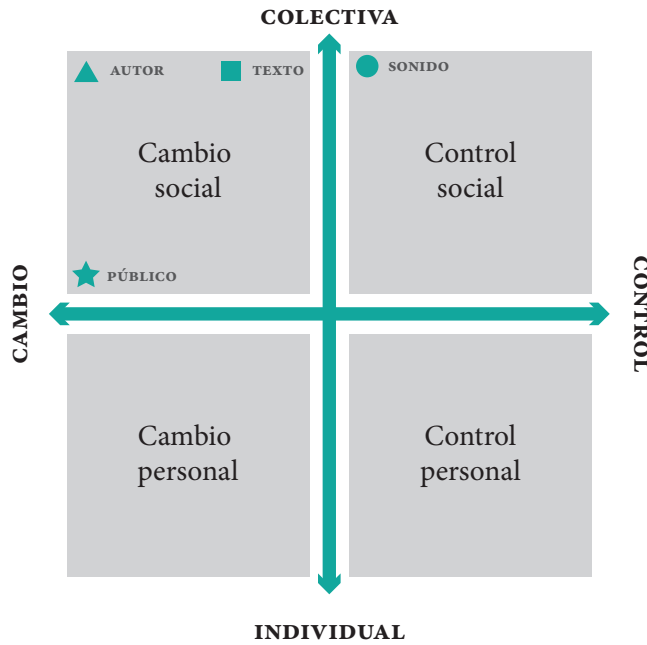 COLECTIVA
AUTOR
TEXTO
SONIDO
Cambio
social
Control
social
PÚBLICO
CAMBIO
CONTROL
Cambio
personal
Control
personal
INDIVIDUAL